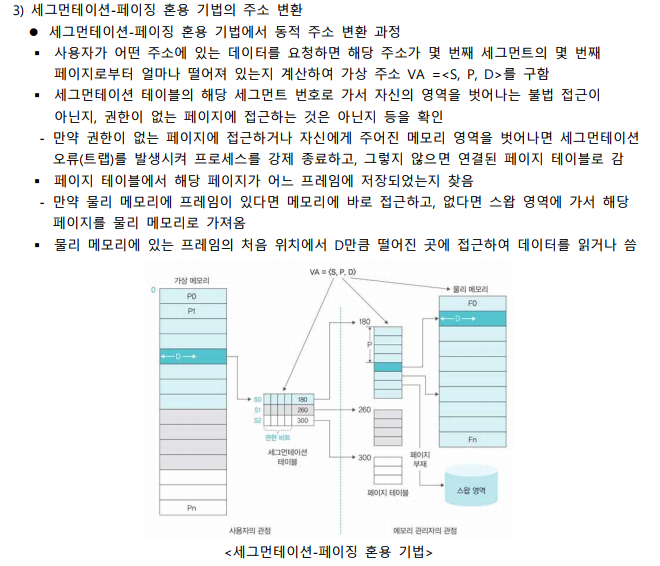 3) 세그먼테이션-페이징 혼용 기법의 주소 변환
● 세그먼테이션-페이징 혼용 기법에서 동적 주소 변환 과정
▪ 사용자가 어떤 주소에 있는 데이터를 요청하면 해당 주소가 몇 번째 세그먼트의 몇 번째
페이지로부터 얼마나 떨어져 있는지 계산하여 가상 주소 VA =<S, P, D>를 구함
▪ 세그먼테이션 테이블의 해당 세그먼트 번호로 가서 자신의 영역을 벗어나는 불법 접근이
아닌지, 권한이 없는 페이지에 접근하는 것은 아닌지 등을 확인
- 만약 권한이 없는 페이지에 접근하거나 자신에게 주어진 메모리 영역을 벗어나면 세그먼테이션
오류(트랩)를 발생시켜 프로세스를 강제 종료하고, 그렇지 않으면 연결된 페이지 테이블로 감
▪ 페이지 테이블에서 해당 페이지가 어느 프레임에 저장되었는지 찾음
- 만약 물리 메모리에 프레임이 있다면 메모리에 바로 접근하고, 없다면 스왑 영역에 가서 해당
페이지를 물리 메모리로 가져옴
▪ 물리 메모리에 있는 프레임의 처음 위치에서 D만큼 떨어진 곳에 접근하여 데이터를 읽거나 씀
VA = ⟨S, P, D⟩
가상 메모리
물리 메모리
0
P0
F0
P1
180
D
P
D
S0
180
S1
260
260
S2
300
권한 비트
Fn
세그먼테이션
테이블
페이지
부재
300
스왑 영역
페이지 테이블
Pn
사용자의 관점
메모리 관리자의 관점
<세그먼테이션-페이징 혼용 기법>